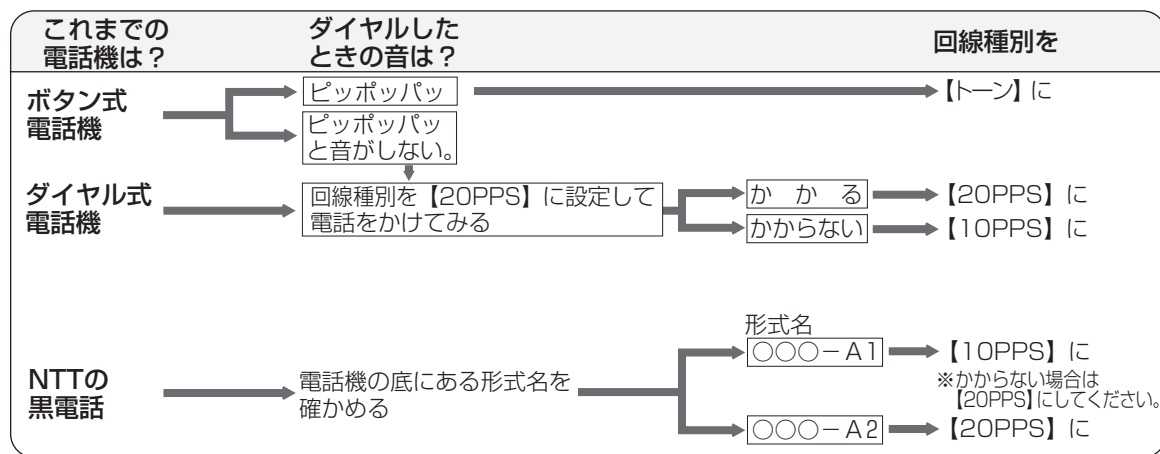 これまでの
電話機は？
ダイヤルした
ときの音は？
回線種別を
ボタン式
電話機
ピッポッパッ
【トーン】に
ピッポッパッ
と音がしない。
ダイヤル式
電話機
回線種別を【20PPS】に設定して
電話をかけてみる
かかる
【20PPS】に
かからない
【10PPS】に
NTTの
黒電話
電話機の底にある形式名を
確かめる
形式名
○○○－A1
【10PPS】に
※かからない場合は
【20PPS】にしてください。
○○○－A2
【20PPS】に